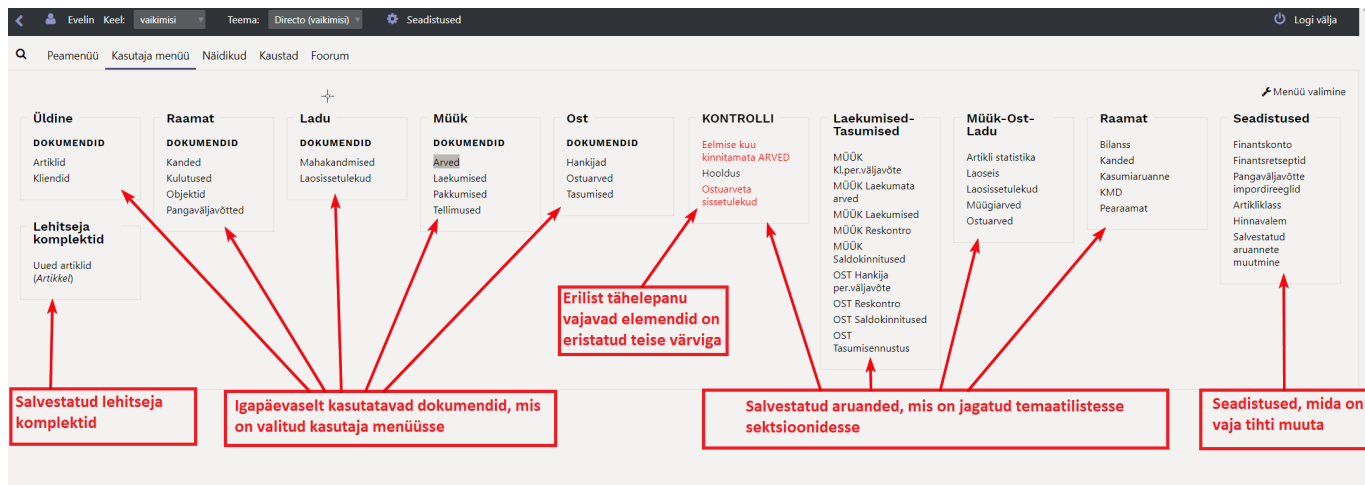 Evelin Keel: vaikimisi Teema: Directo (vaikimisi) Seadistused Logi välja
Peamenüü Kasutaja menüü Näidikud Kaustad Foorum
Menüü valimine
Üldine
DOKUMENDID
Artiklid
Kliendid
Lehitseja
komplektid
Uued artiklid
(Artikkel)
Raamat
DOKUMENDID
Kanded
Kulutused
Objektid
Pangaväljavõtted
Ladu
DOKUMENDID
Mahakandmised
Laosissetulekud
Müük
DOKUMENDID
Arved
Laekumised
Pakkumised
Tellimused
Ost
DOKUMENDID
Hankijad
Ostuarved
Tasumised
KONTROLLI
Eelmise kuu
kinnitamata ARVED
Hooldus
Ostuarveta
sissetulekud
Laekumised-
Tasumised
MÜÜK
Kl.per.väljavõte
MÜÜK Laekumata
arved
MÜÜK Laekumised
MÜÜK Reskontro
MÜÜK
Saldokinnitused
OST Hankija
per.väljavõte
OST Reskontro
OST Saldokinnitused
OST
Tasumisennustus
Müük-Ost-
Ladu
Artikli statistika
Laoseis
Laosissetulekud
Müügiarved
Ostuarved
Raamat
Bilanss
Kanded
Kasumiaruanne
KMD
Pearaamat
Seadistused
Finantskonto
Finantsretseptid
Pangaväljavõtte
impordireeglid
Artikliklass
Hinnavalem
Salvestatud
aruannete
muutmine
Erilist tähelepanu
vajavad elemendid on
eristatud teise värviga
Salvestatud lehitseja
komplektid
Igapäevaselt kasutatavad dokumendid, mis
on valitud kasutaja menüüsse
Salvestatud aruanded, mis on jagatud temaatilistesse
sektsioonidesse
Seadistused, mida on
vaja tihti muuta